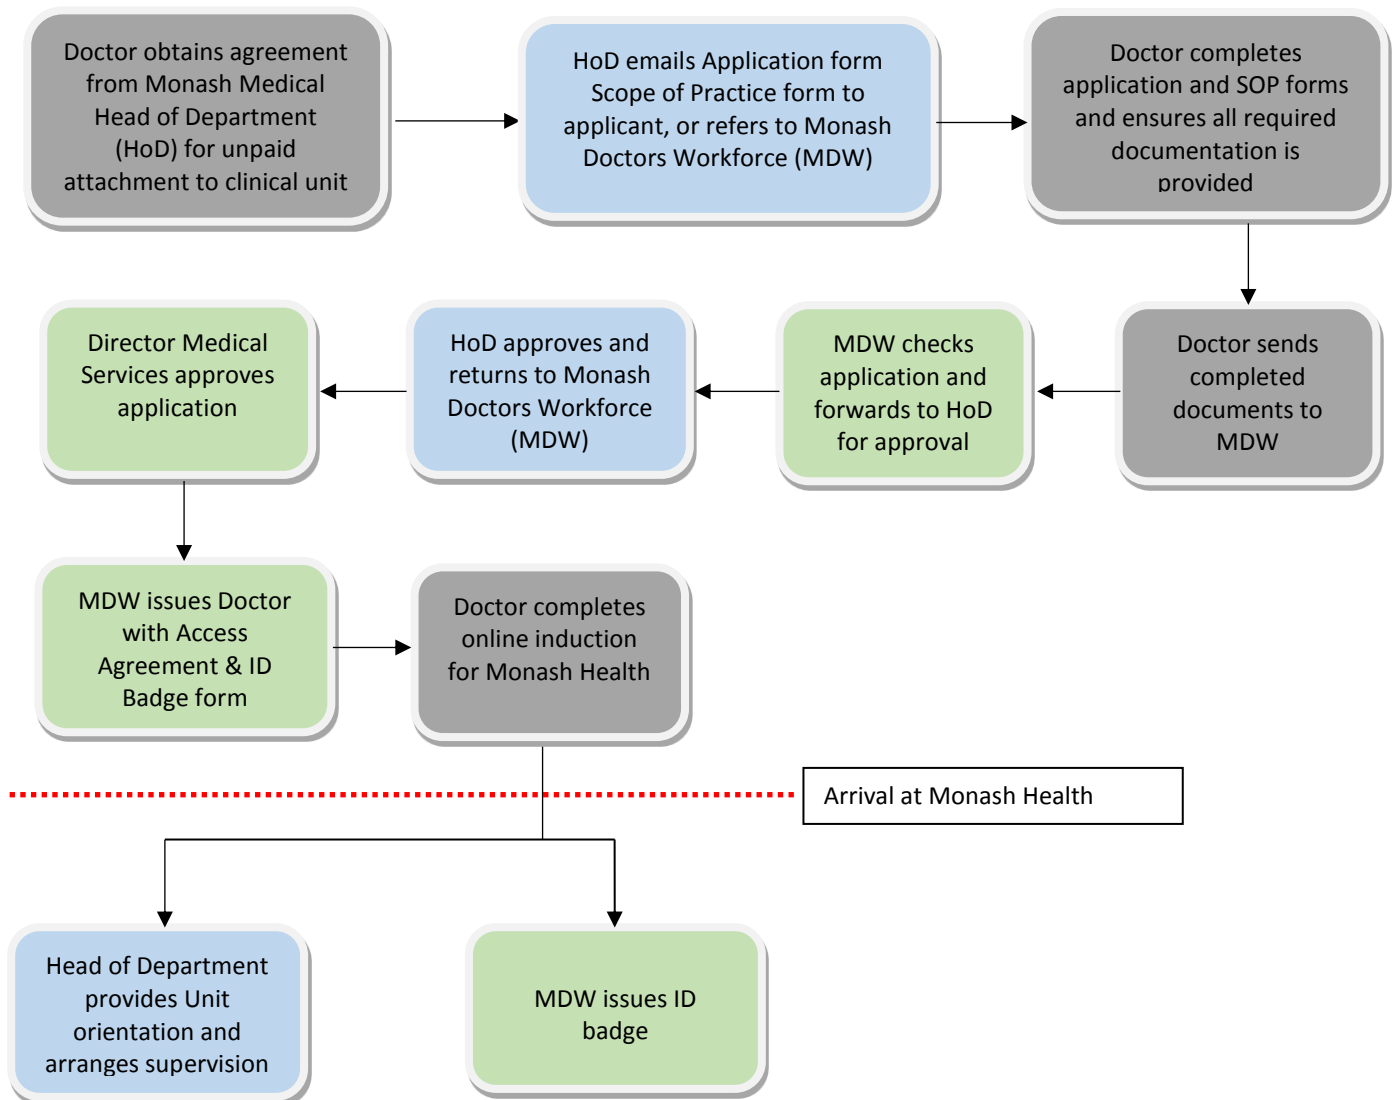 Doctor obtains agreement
from Monash Medical
Head of Department
(HoD) for unpaid
attachment to clinical unit
HoD emails Application form
Scope of Practice form to
applicant, or refers to Monash
Doctors Workforce (MDW)
Doctor completes
application and SOP forms
and ensures all required
documentation is
provided
Doctor sends
completed
documents to
MDW
MDW checks
application and
forwards to HoD
for approval
HoD approves and
returns to Monash
Doctors Workforce
(MDW)
Director Medical
Services approves
application
MDW issues Doctor
with Access
Agreement & ID
Badge form
Doctor completes
online induction
for Monash Health
Arrival at Monash Health
Head of Department
provides Unit
orientation and
arranges supervision
MDW issues ID
badge